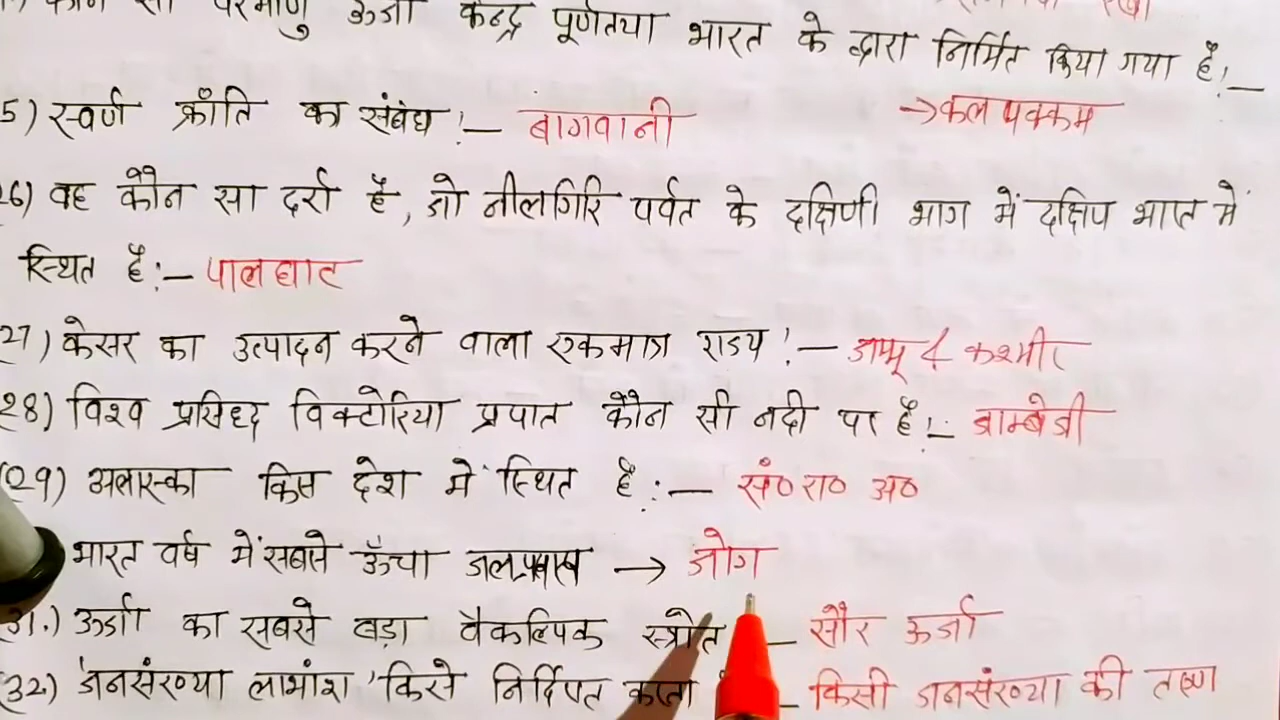 कौन सा परमाणु ऊर्जा केन्द्र पूर्णतया भारत के द्वारा निर्मित किया गया है!—
→कलपक्कम
5) स्वर्ण क्राँति का संबंध!— बागवानी
26) वह कौन सा दर्रा है, जो नीलगिरि पर्वत के दक्षिणी भाग में दक्षिण भारत में
स्थित है:— पालघाट
27) केसर का उत्पादन करने वाला एकमात्र राज्य!— जम्मू & कश्मीर
28) विश्व प्रसिध्द विक्टोरिया प्रपात कौन सी नदी पर है!— जाम्बेजी
(29) अलास्का किस देश में स्थित है:— सं० रा० अ०
भारत वर्ष में सबसे ऊँचा जलप्रपात → जोग
31.) ऊर्जा का सबसे बड़ा वैकल्पिक स्त्रोत — सौर ऊर्जा
(32) 'जनसंख्या लाभांश' किसे निर्दिष्ट करता — किसी जनसंख्या की तरुण